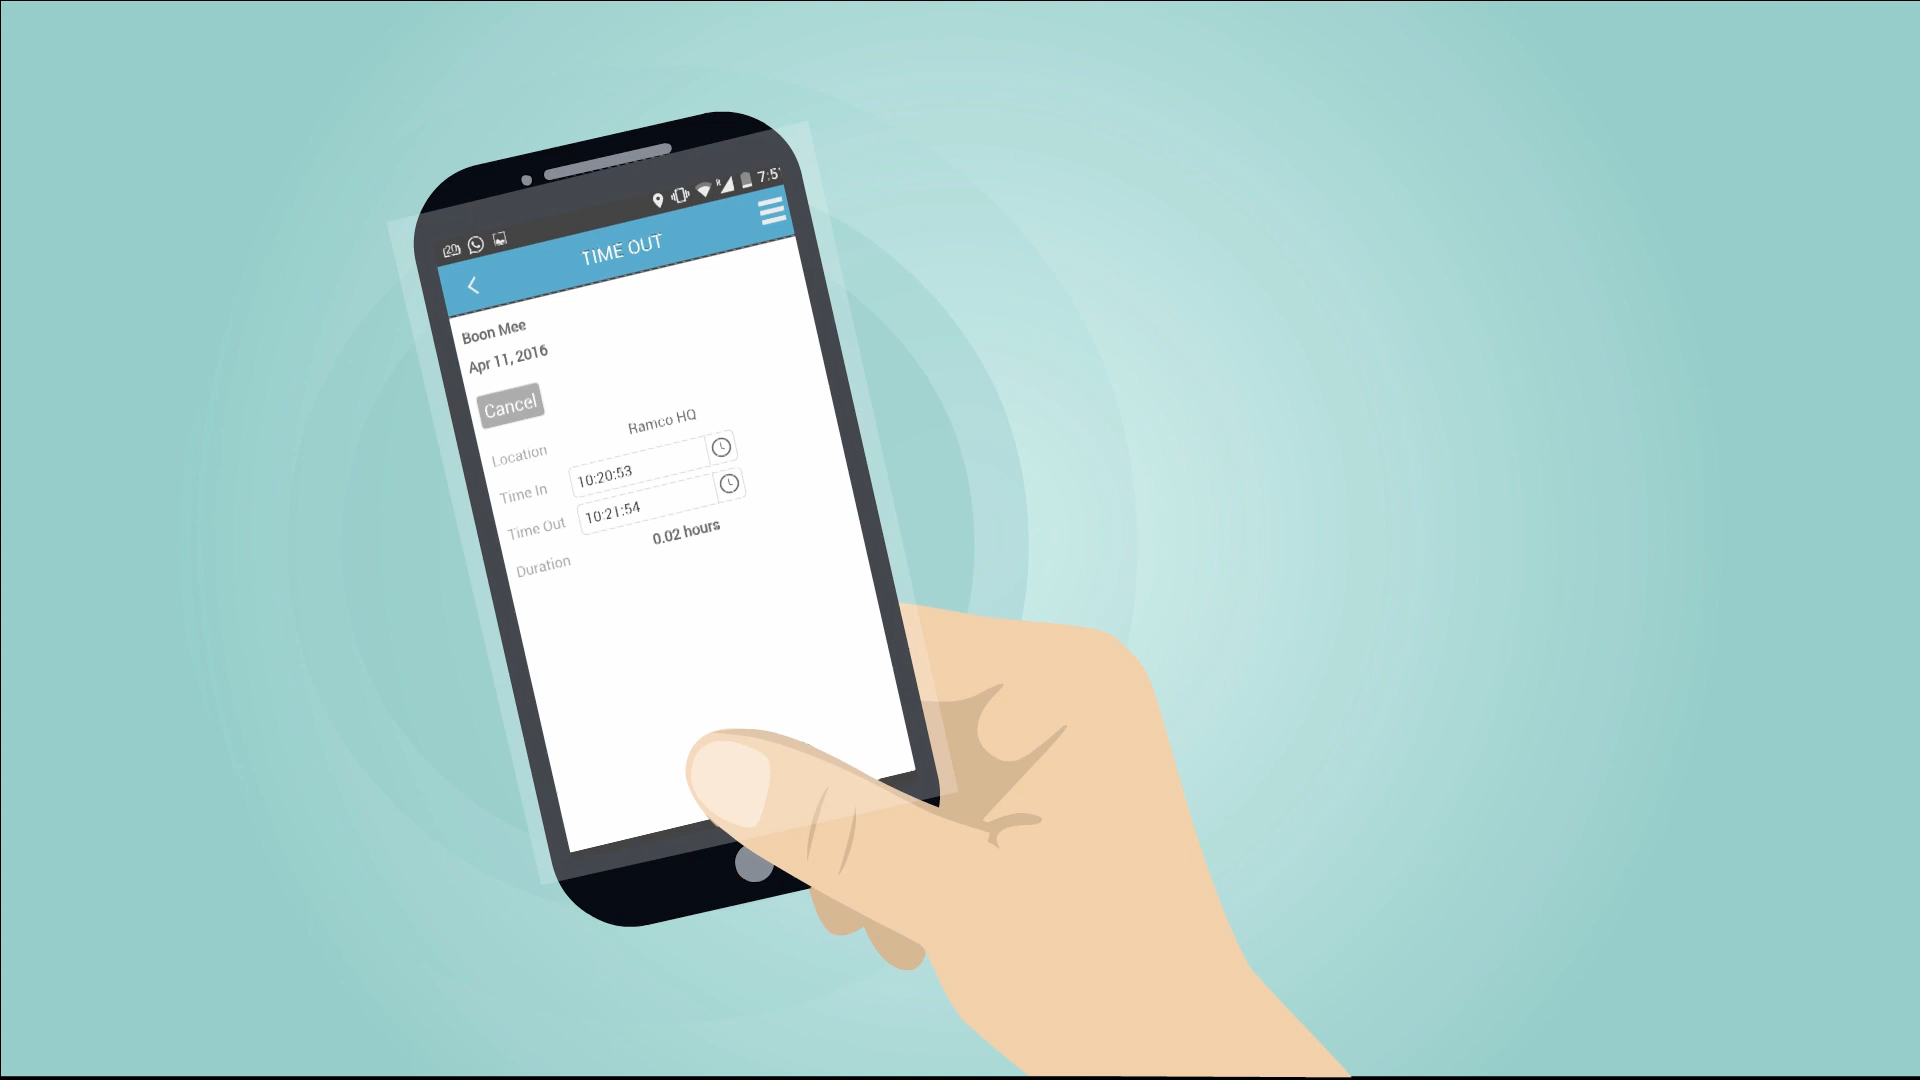 20 7:5
TIME OUT
Boon Mee
Apr 11, 2016
Cancel
Location Ramco HQ
Time In 10:20:53
Time Out 10:21:54
Duration 0.02 hours